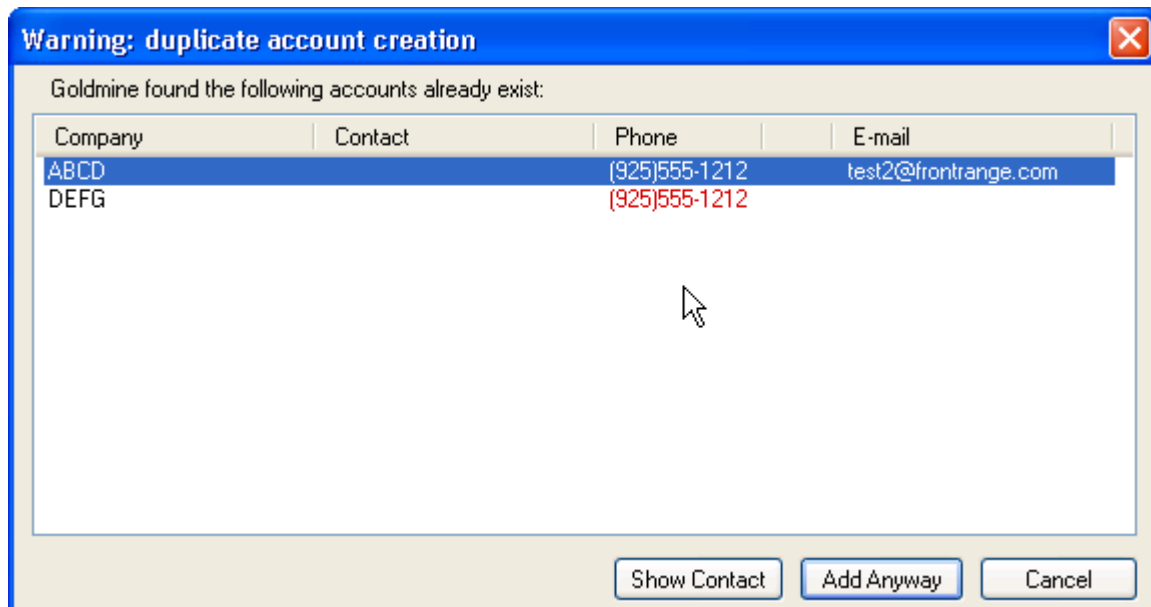 Warning: duplicate account creation
Goldmine found the following accounts already exist:
Company Contact Phone E-mail
ABCD (925)555-1212 test2@frontrange.com
DEFG (925)555-1212
Show Contact Add Anyway Cancel